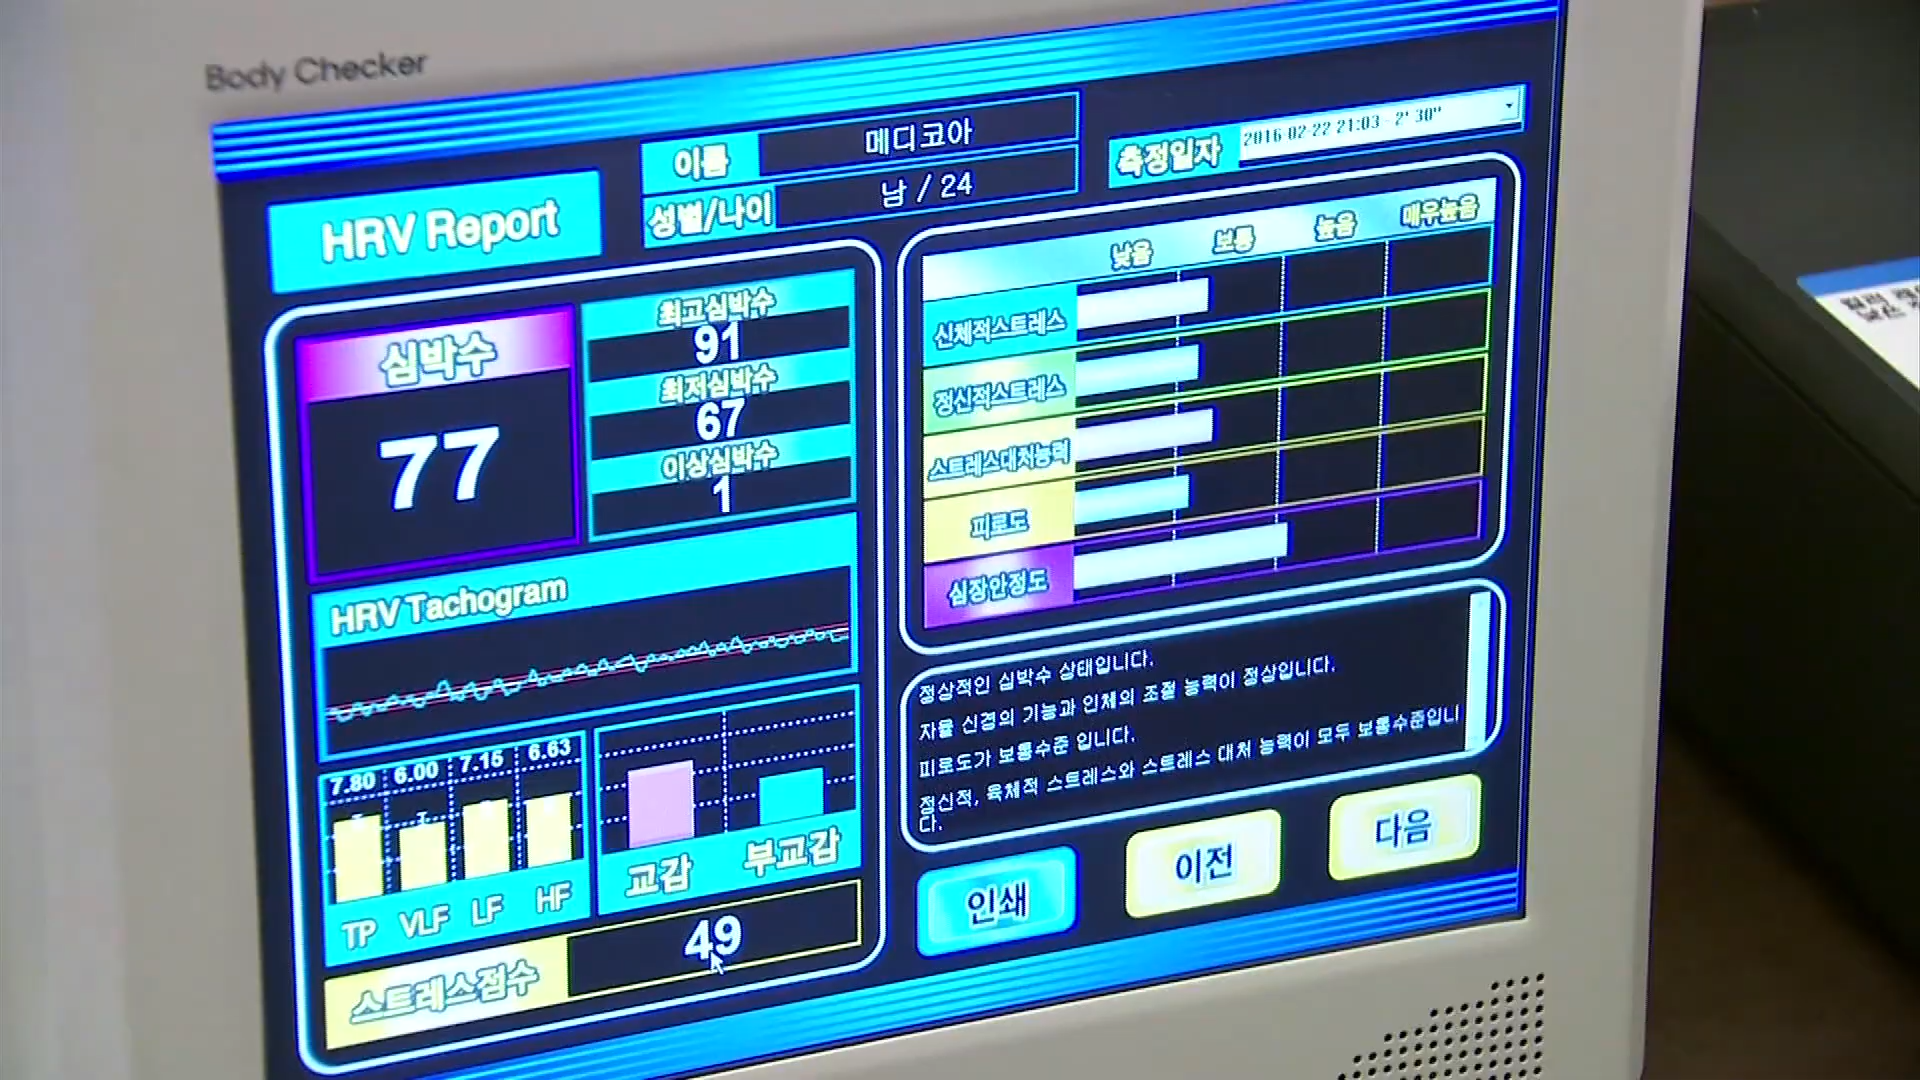 Body Checker
이름
메디코아
측정일자
2016-02-22 21:03 - 2' 30"
성별/나이
남 / 24
HRV Report
심박수
77
최고심박수
91
최저심박수
67
이상심박수
1
HRV Tachogram
7.80 6.00 7.15 6.63
TP VLF LF HF
교감 부교감
스트레스점수
49
낮음 보통 높음 매우높음
신체적스트레스
정신적스트레스
스트레스대처능력
피로도
심장안정도
정상적인 심박수 상태입니다.
자율 신경의 기능과 인체의 조절 능력이 정상입니다.
피로도가 보통수준 입니다.
정신적, 육체적 스트레스와 스트레스 대처 능력이 모두 보통수준입니
다.
인쇄
이전
다음